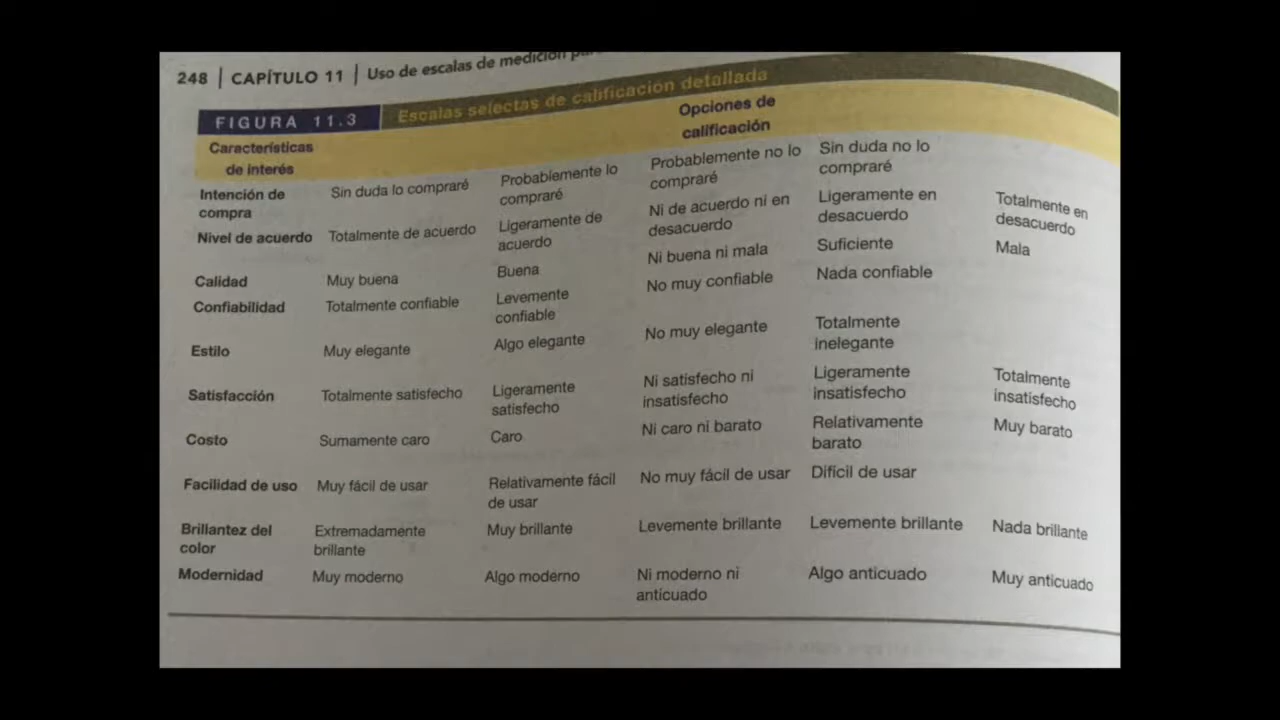 248 | CAPÍTULO 11 | Uso de escalas de medición
FIGURA 11.3 Escalas selectas de calificación detallada
Características de interés
Opciones de calificación
Intención de compra Sin duda lo compraré Probablemente lo compraré Probablemente no lo compraré Sin duda no lo compraré
Nivel de acuerdo Totalmente de acuerdo Ligeramente de acuerdo Ni de acuerdo ni en desacuerdo Ligeramente en desacuerdo Totalmente en desacuerdo
Calidad Muy buena Buena Ni buena ni mala Suficiente Mala
Confiabilidad Totalmente confiable Levemente confiable No muy confiable Nada confiable
Estilo Muy elegante Algo elegante No muy elegante Totalmente inelegante
Satisfacción Totalmente satisfecho Ligeramente satisfecho Ni satisfecho ni insatisfecho Ligeramente insatisfecho Totalmente insatisfecho
Costo Sumamente caro Caro Ni caro ni barato Relativamente barato Muy barato
Facilidad de uso Muy fácil de usar Relativamente fácil de usar No muy fácil de usar Difícil de usar
Brillantez del color Extremadamente brillante Muy brillante Levemente brillante Levemente brillante Nada brillante
Modernidad Muy moderno Algo moderno Ni moderno ni anticuado Algo anticuado Muy anticuado